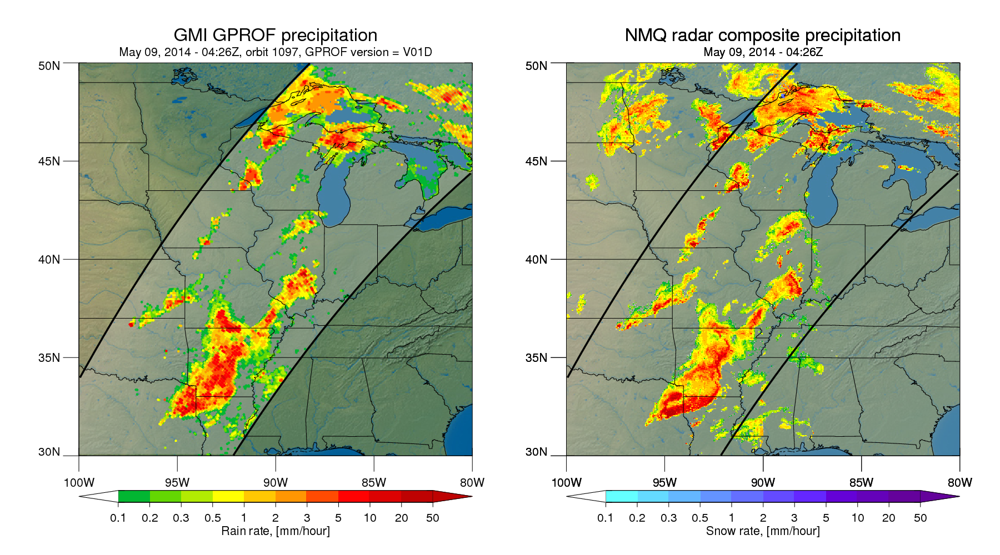 GMI GPROF precipitation
May 09, 2014 - 04:26Z, orbit 1097, GPROF version = V01D
50N
45N
40N
35N
30N
100W 95W 90W 85W 80W
0.1 0.2 0.3 0.5 1 2 3 5 10 20 50
Rain rate, [mm/hour]
NMQ radar composite precipitation
May 09, 2014 - 04:26Z
50N
45N
40N
35N
30N
100W 95W 90W 85W 80W
0.1 0.2 0.3 0.5 1 2 3 5 10 20 50
Snow rate, [mm/hour]